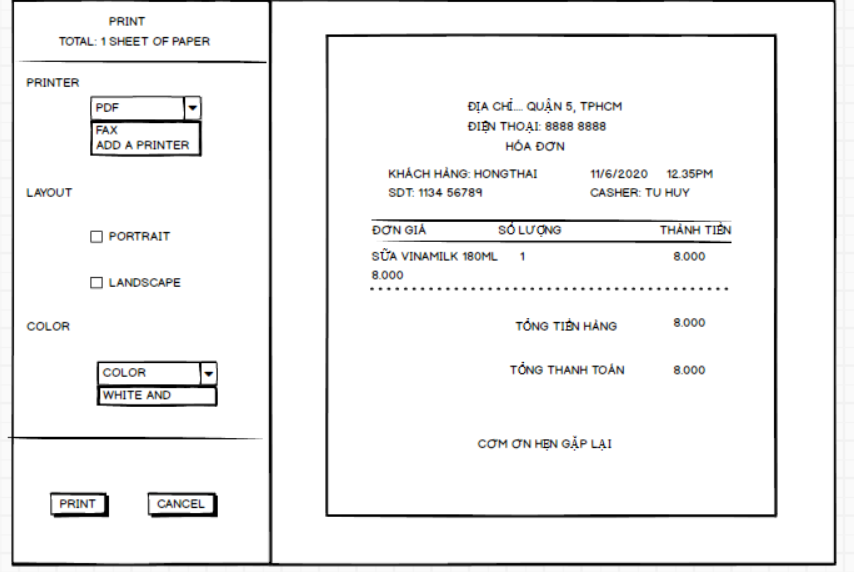 PRINT
TOTAL: 1 SHEET OF PAPER
PRINTER
PDF
FAX
ADD A PRINTER
LAYOUT
PORTRAIT
LANDSCAPE
COLOR
COLOR
WHITE AND
PRINT CANCEL
ĐỊA CHỈ.... QUẬN 5, TPHCM
ĐIỆN THOẠI: 8888 8888
HÓA ĐƠN
KHÁCH HÀNG: HONGTHAI 11/6/2020 12.35PM
SDT: 1134 56789 CASHER: TU HUY
ĐƠN GIÁ SỐ LƯỢNG THÀNH TIỀN
SỮA VINAMILK 180ML 1 8.000
8.000
TỔNG TIỀN HÀNG 8.000
TỔNG THANH TOÁN 8.000
CƠM ƠN HẸN GẶP LẠI